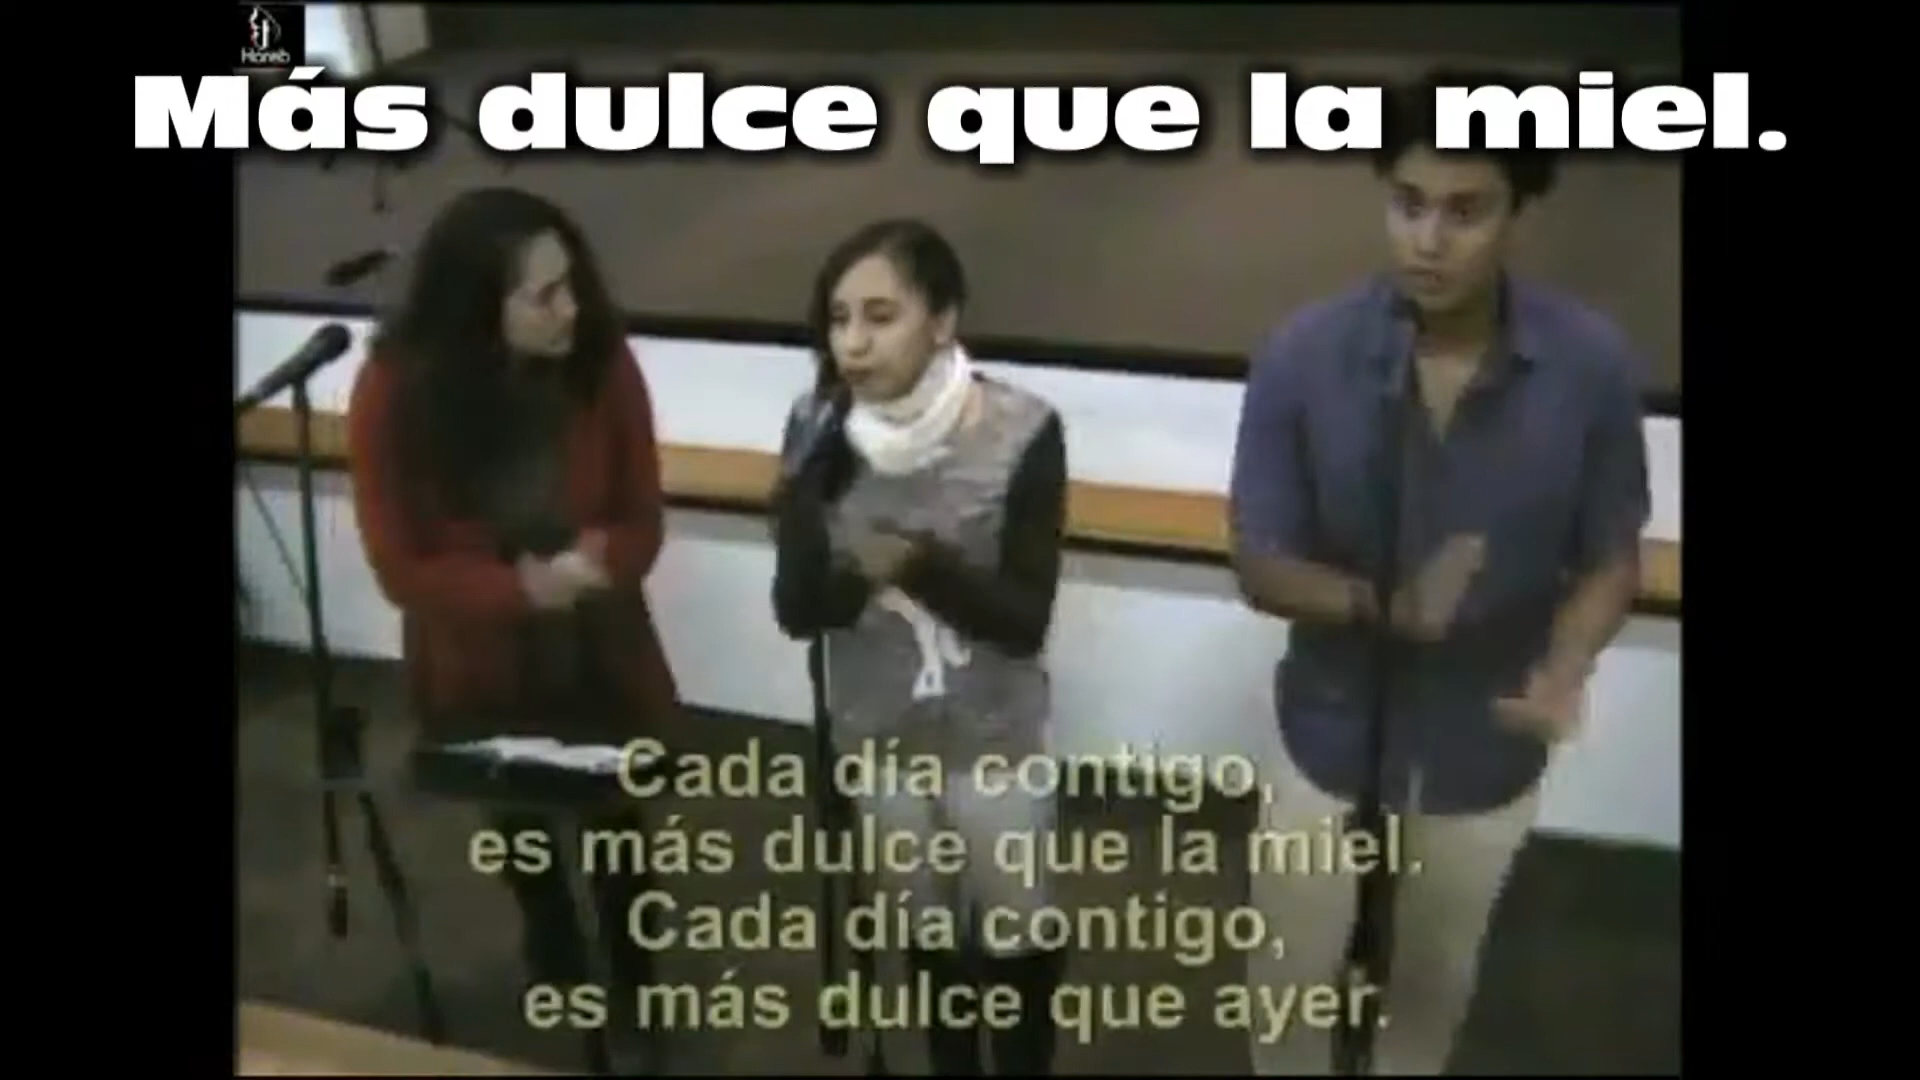 Más dulce que la miel.
Cada día contigo,
es más dulce que la miel.
Cada día contigo,
es más dulce que ayer.